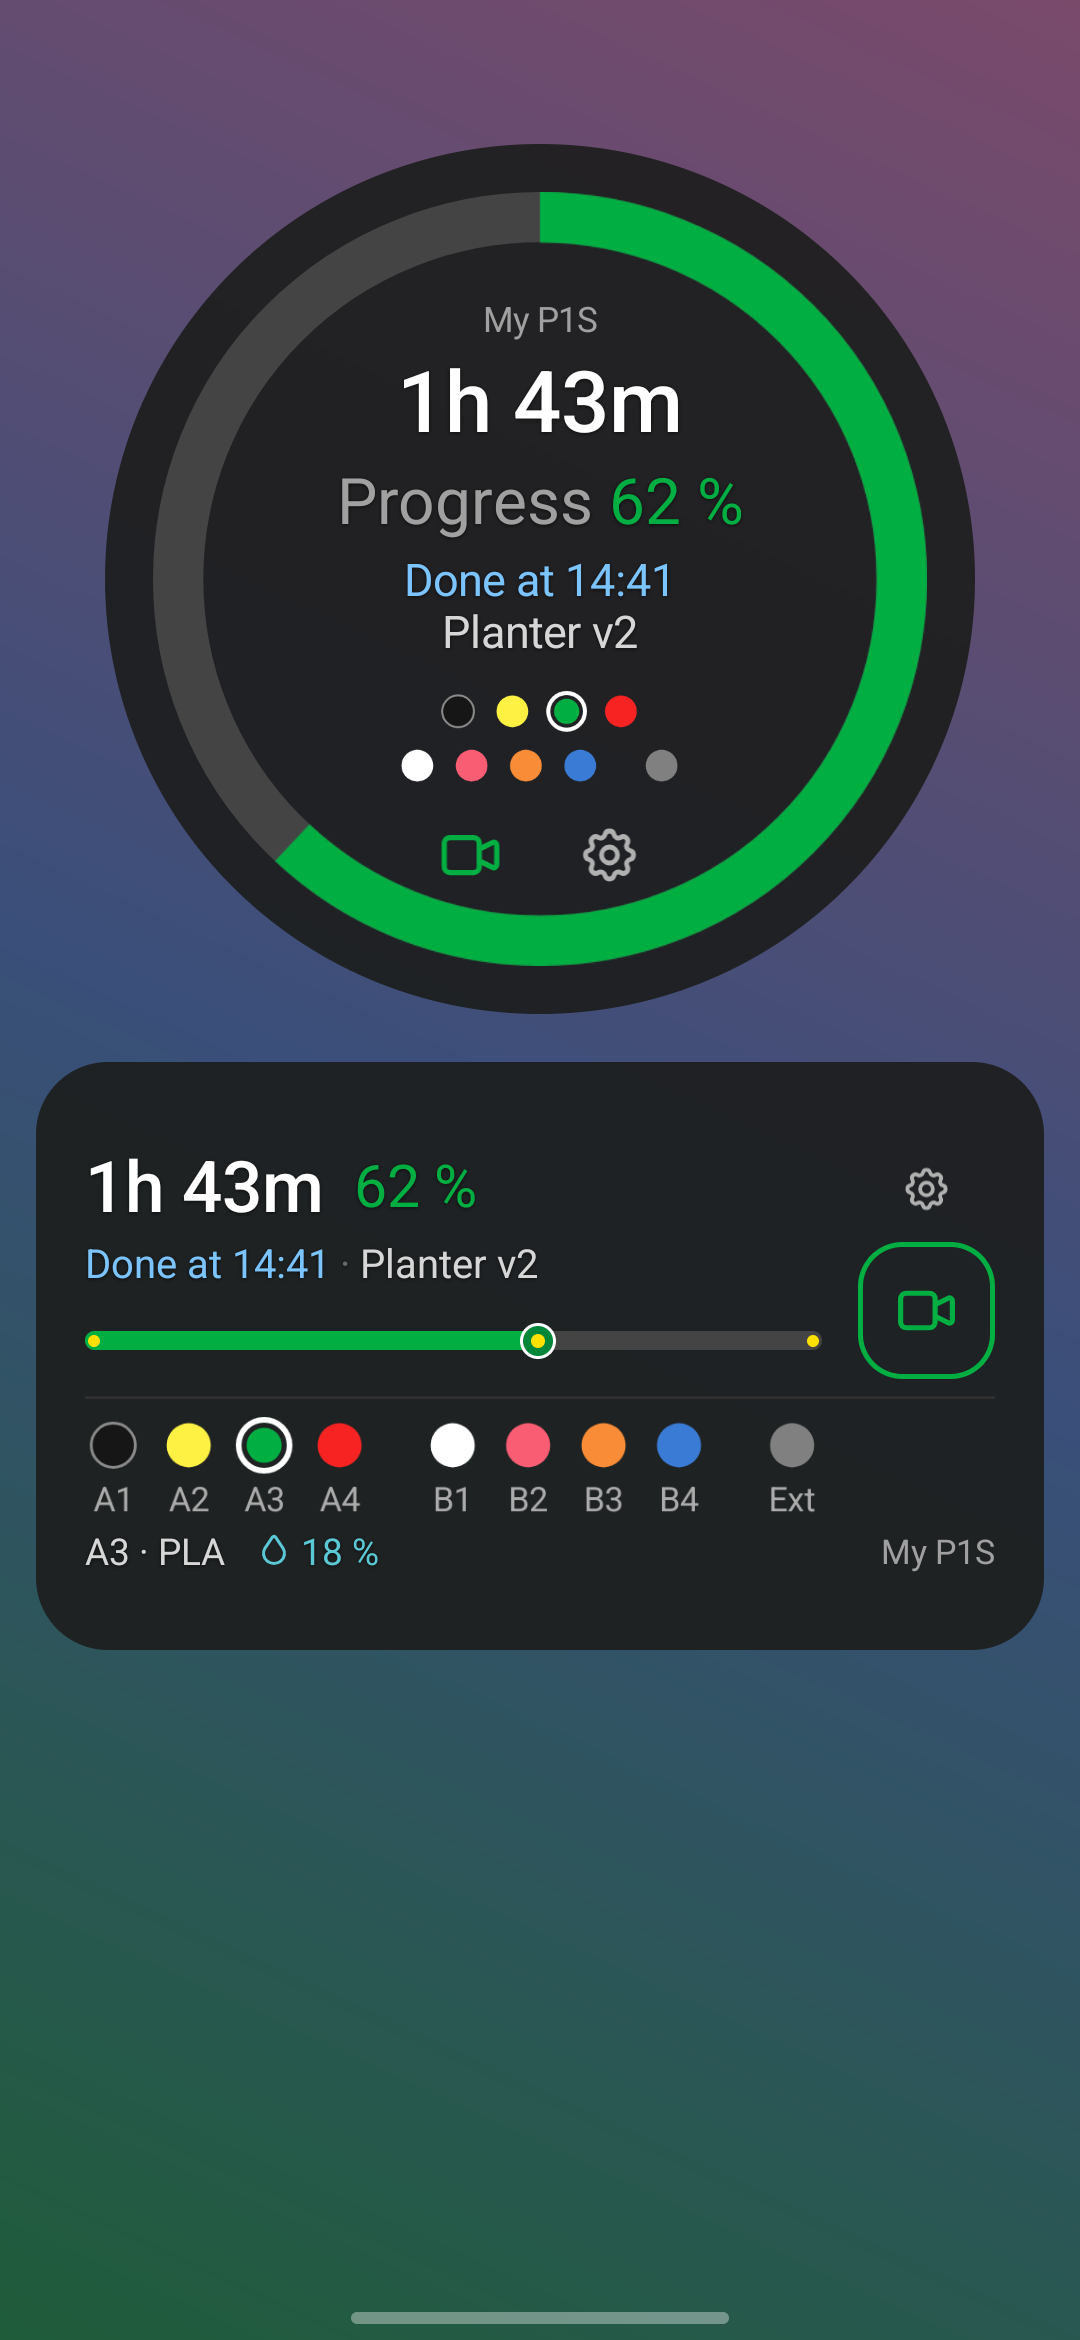 My P1S
1h 43m
Progress 62 %
Done at 14:41
Planter v2
1h 43m 62 %
Done at 14:41 · Planter v2
A1 A2 A3 A4 B1 B2 B3 B4 Ext
A3 · PLA 18 % My P1S